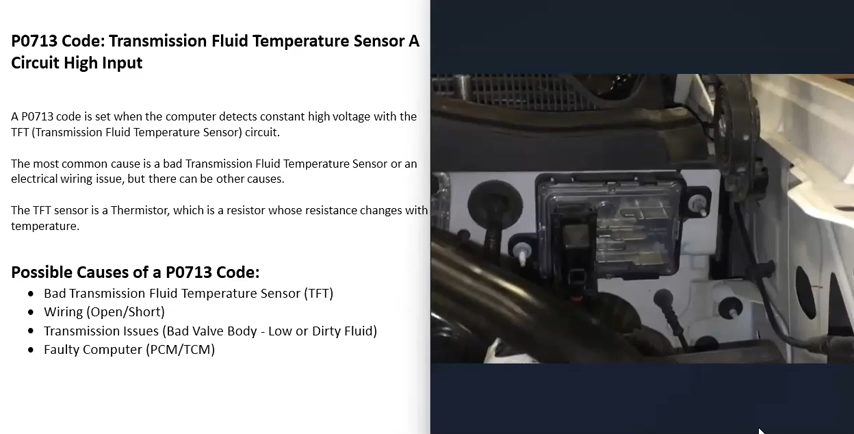 P0713 Code: Transmission Fluid Temperature Sensor A
Circuit High Input
A P0713 code is set when the computer detects constant high voltage with the
TFT (Transmission Fluid Temperature Sensor) circuit.
The most common cause is a bad Transmission Fluid Temperature Sensor or an
electrical wiring issue, but there can be other causes.
The TFT sensor is a Thermistor, which is a resistor whose resistance changes with
temperature.
Possible Causes of a P0713 Code:
• Bad Transmission Fluid Temperature Sensor (TFT)
• Wiring (Open/Short)
• Transmission Issues (Bad Valve Body - Low or Dirty Fluid)
• Faulty Computer (PCM/TCM)